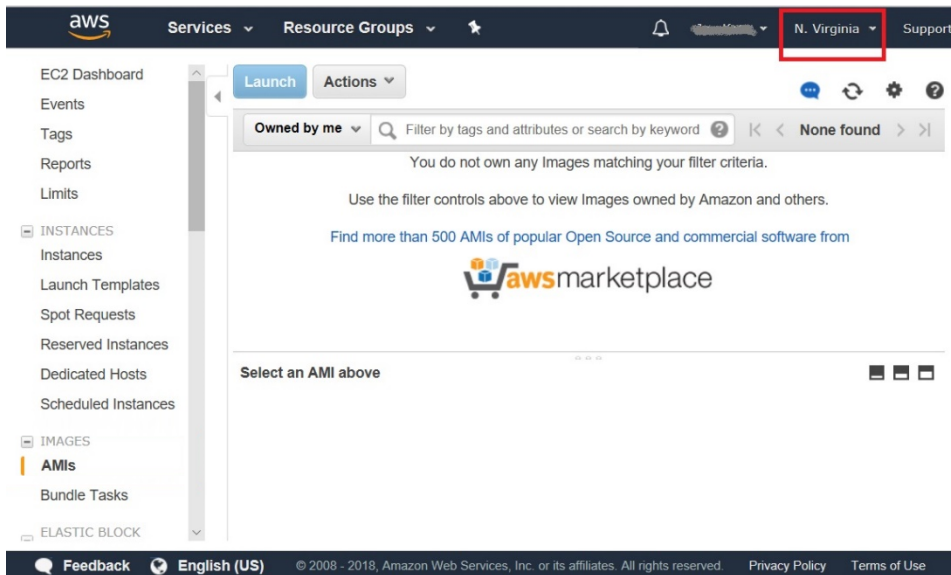 aws Services Resource Groups N. Virginia Support
EC2 Dashboard
Events
Tags
Reports
Limits
INSTANCES
Instances
Launch Templates
Spot Requests
Reserved Instances
Dedicated Hosts
Scheduled Instances
IMAGES
AMIs
Bundle Tasks
ELASTIC BLOCK
Launch Actions
Owned by me Filter by tags and attributes or search by keyword None found
You do not own any Images matching your filter criteria.
Use the filter controls above to view Images owned by Amazon and others.
Find more than 500 AMIs of popular Open Source and commercial software from
awsmarketplace
Select an AMI above
Feedback English (US) © 2008 - 2018, Amazon Web Services, Inc. or its affiliates. All rights reserved. Privacy Policy Terms of Use